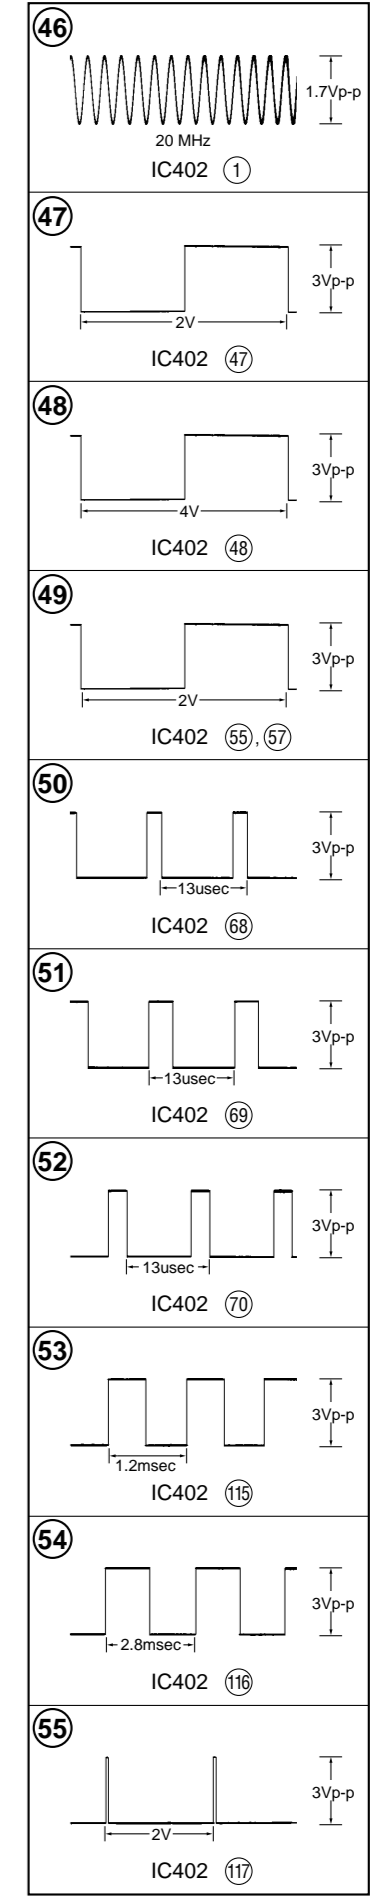 46
1.7Vp-p
20 MHz
IC402 1
47
3Vp-p
2V
IC402 47
48
3Vp-p
4V
IC402 48
49
3Vp-p
2V
IC402 55, 57
50
3Vp-p
13usec
IC402 68
51
3Vp-p
13usec
IC402 69
52
3Vp-p
13usec
IC402 70
53
3Vp-p
1.2msec
IC402 115
54
3Vp-p
2.8msec
IC402 116
55
3Vp-p
2V
IC402 117